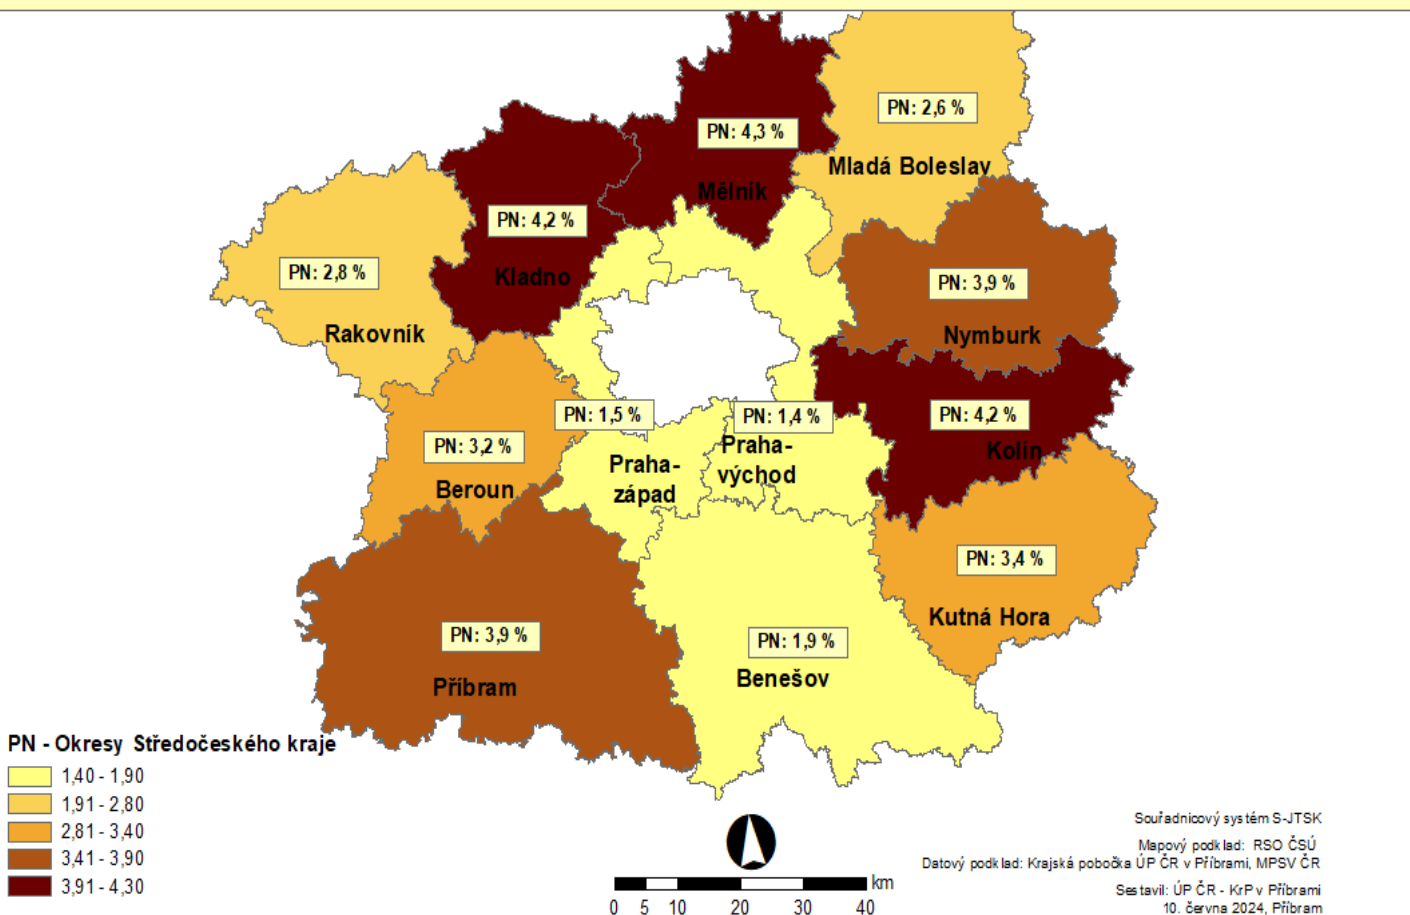 PN: 2,6 %
Mladá Boleslav
PN: 4,3 %
Mělník
PN: 4,2 %
Kladno
PN: 2,8 %
Rakovník
PN: 3,9 %
Nymburk
PN: 1,5 %
Praha-
západ
PN: 1,4 %
Praha-
východ
PN: 4,2 %
Kolín
PN: 3,2 %
Beroun
PN: 3,4 %
Kutná Hora
PN: 3,9 %
Příbram
PN: 1,9 %
Benešov
PN - Okresy Středočeského kraje
1,40 - 1,90
1,91 - 2,80
2,81 - 3,40
3,41 - 3,90
3,91 - 4,30
km
0 5 10 20 30 40
Souřadnicový systém S-JTSK
Mapový podklad: RSO ČSÚ
Datový podklad: Krajská pobočka ÚP ČR v Příbrami, MPSV ČR
Sestavil: ÚP ČR - KrP v Příbrami
10. června 2024, Příbram